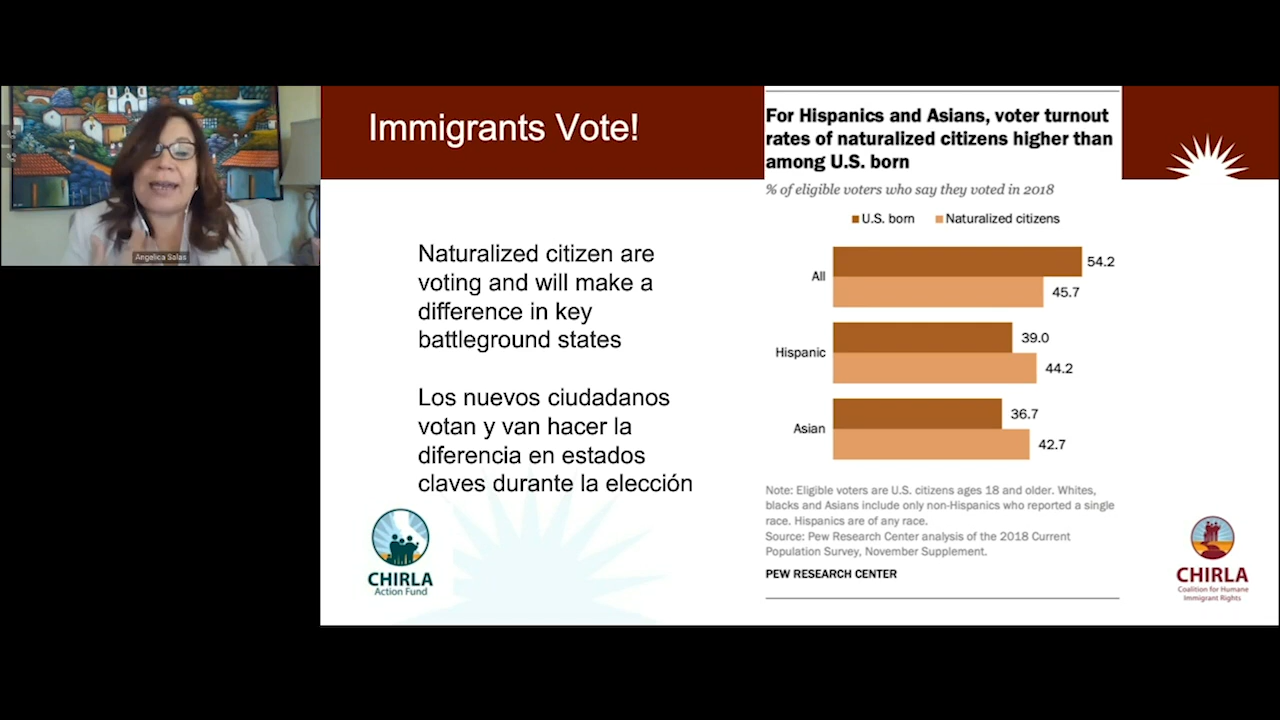 Angelica Salas
Immigrants Vote!
Naturalized citizen are
voting and will make a
difference in key
battleground states
Los nuevos ciudadanos
votan y van hacer la
diferencia en estados
claves durante la elección
CHIRLA
Action Fund
For Hispanics and Asians, voter turnout
rates of naturalized citizens higher than
among U.S. born
% of eligible voters who say they voted in 2018
U.S. born Naturalized citizens
All 54.2
45.7
Hispanic 39.0
44.2
Asian 36.7
42.7
Note: Eligible voters are U.S. citizens ages 18 and older. Whites,
blacks and Asians include only non-Hispanics who reported a single
race. Hispanics are of any race.
Source: Pew Research Center analysis of the 2018 Current
Population Survey, November Supplement.
PEW RESEARCH CENTER
CHIRLA
Coalition for Humane
Immigrant Rights